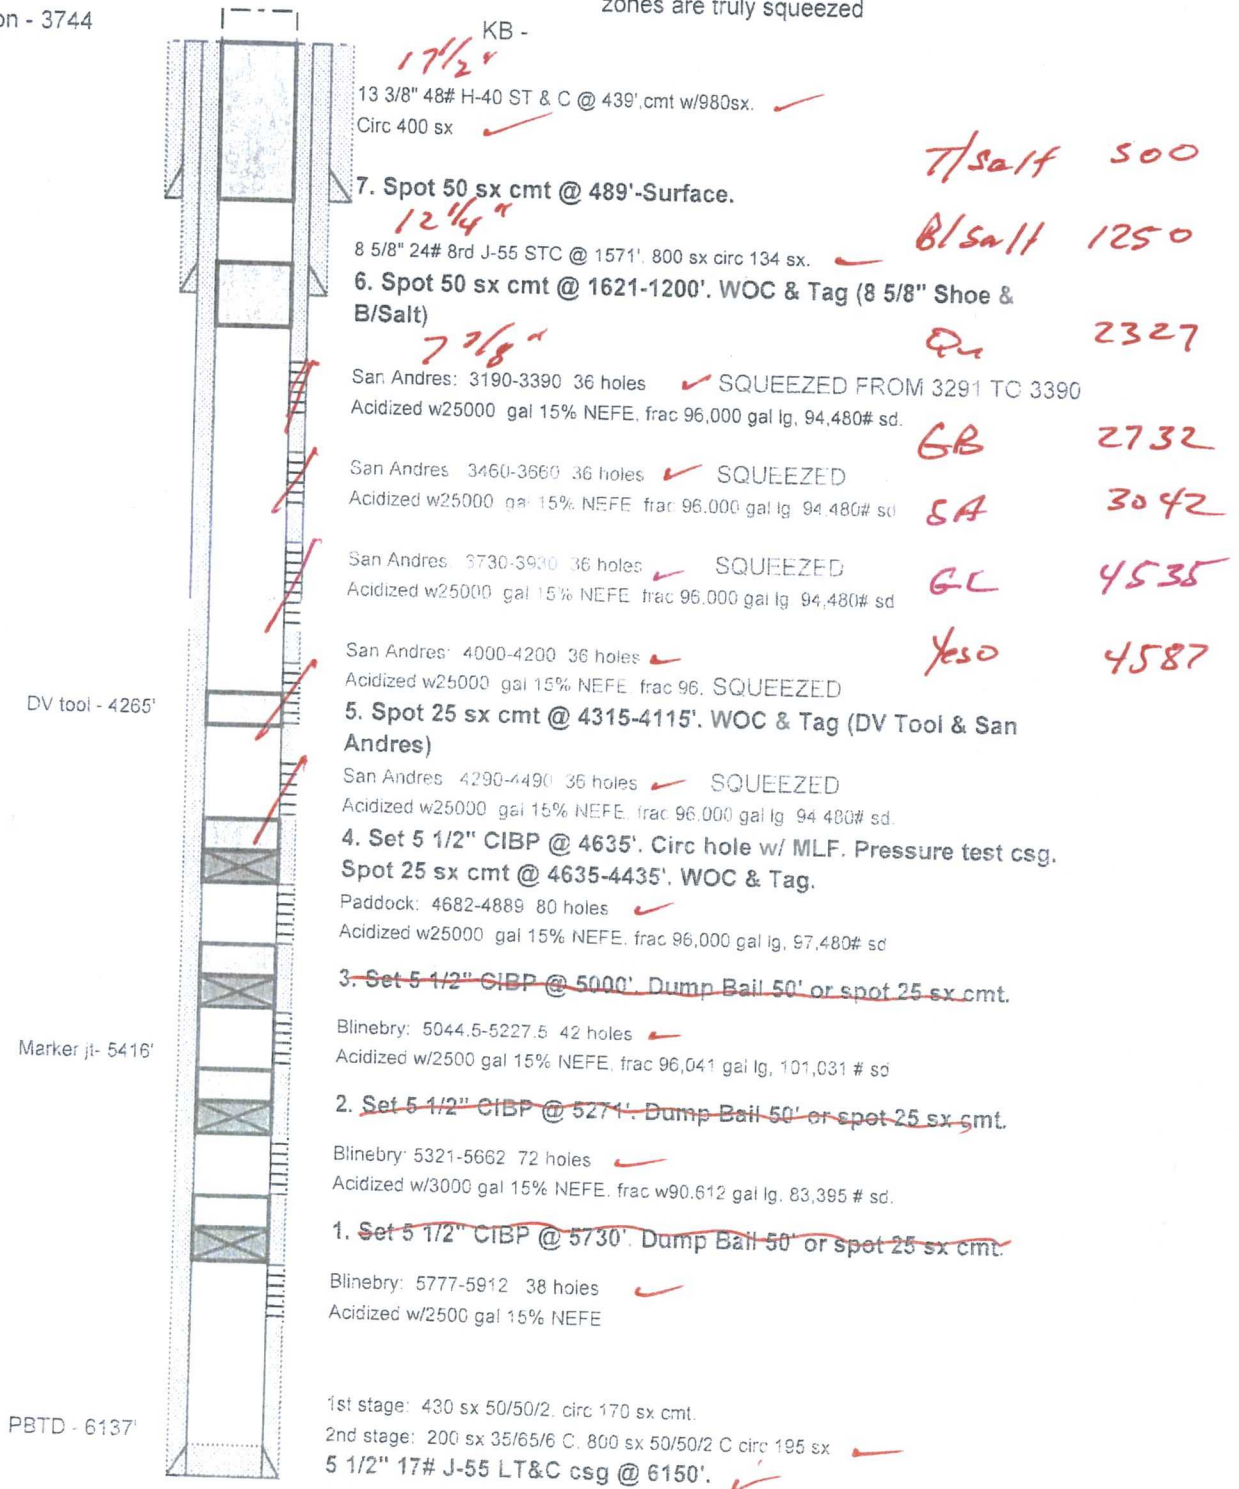 on - 3744
zones are truly squeezed
KB -
17 1/2"
13 3/8" 48# H-40 ST & C @ 439',cmt w/980sx.
Circ 400 sx
T/Salt 500
7. Spot 50 sx cmt @ 489'-Surface.
12 1/4"
B/Salt 1250
8 5/8" 24# 8rd J-55 STC @ 1571'. 800 sx circ 134 sx.
6. Spot 50 sx cmt @ 1621-1200'. WOC & Tag (8 5/8" Shoe &
B/Salt)
Qn 2327
7 7/8"
San Andres: 3190-3390 36 holes SQUEEZED FROM 3291 TO 3390
Acidized w25000 gal 15% NEFE, frac 96,000 gal lg, 94,480# sd.
GB 2732
San Andres 3460-3660 36 holes SQUEEZED
Acidized w25000 gal 15% NEFE frac 96.000 gal lg 94,480# sd
SA 3042
San Andres 3730-3930 36 holes SQUEEZED
Acidized w25000 gal 15% NEFE frac 96.000 gal lg 94,480# sd
GL 4535
San Andres: 4000-4200 36 holes
Yeso 4587
Acidized w25000 gal 15% NEFE. frac 96. SQUEEZED
DV tool - 4265'
5. Spot 25 sx cmt @ 4315-4115'. WOC & Tag (DV Tool & San
Andres)
San Andres 4290-4490 36 holes SQUEEZED
Acidized w25000 gal 15% NEFE. frac 96.000 gal lg 94 480# sd.
4. Set 5 1/2" CIBP @ 4635'. Circ hole w/ MLF. Pressure test csg.
Spot 25 sx cmt @ 4635-4435'. WOC & Tag.
Paddock: 4682-4889 80 holes
Acidized w25000 gal 15% NEFE. frac 96,000 gal lg, 97,480# sd
3. Set 5 1/2" CIBP @ 5000'. Dump Bail 50' or spot 25 sx cmt.
Blinebry: 5044.5-5227.5 42 holes
Marker jt- 5416'
Acidized w/2500 gal 15% NEFE, frac 96,041 gal lg, 101,031 # sd
2. Set 5 1/2" CIBP @ 5271'. Dump Bail 50' or spot 25 sx cmt.
Blinebry: 5321-5662 72 holes
Acidized w/3000 gal 15% NEFE. frac w90.612 gal lg, 83,395 # sd.
1. Set 5 1/2" CIBP @ 5730'. Dump Bail 50' or spot 25 sx cmt.
Blinebry: 5777-5912 38 holes
Acidized w/2500 gal 15% NEFE
1st stage: 430 sx 50/50/2. circ 170 sx cmt.
PBTD - 6137'
2nd stage: 200 sx 35/65/6 C. 800 sx 50/50/2 C circ 195 sx
5 1/2" 17# J-55 LT&C csg @ 6150'.